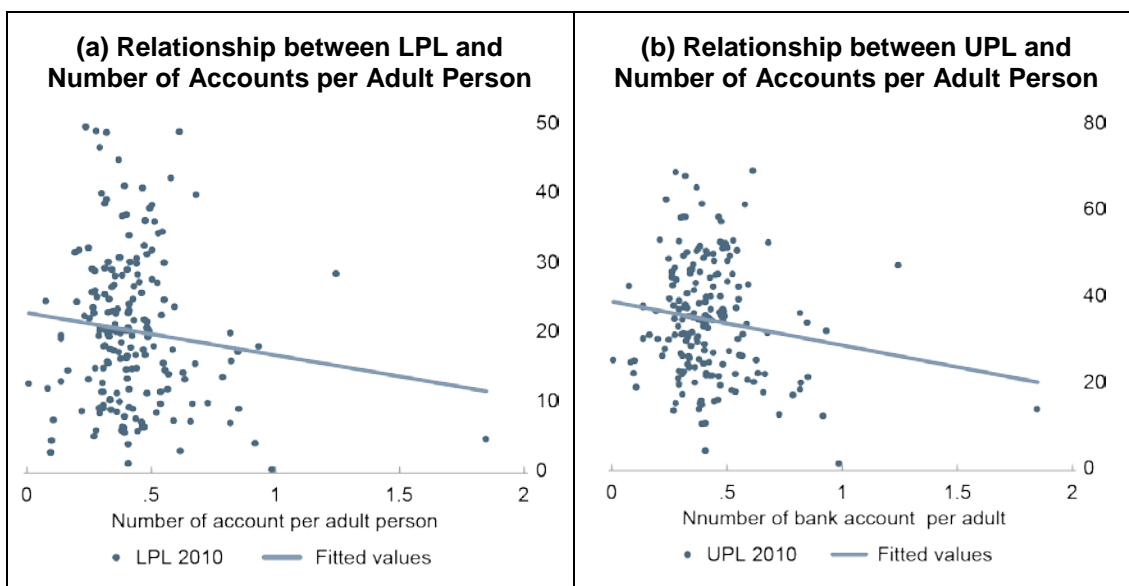 (a) Relationship between LPL and
Number of Accounts per Adult Person
50
40
30
20
10
0
0 .5 1 1.5 2
Number of account per adult person
LPL 2010 Fitted values
(b) Relationship between UPL and
Number of Accounts per Adult Person
80
60
40
20
0
0 .5 1 1.5 2
Nnumber of bank account per adult
UPL 2010 Fitted values